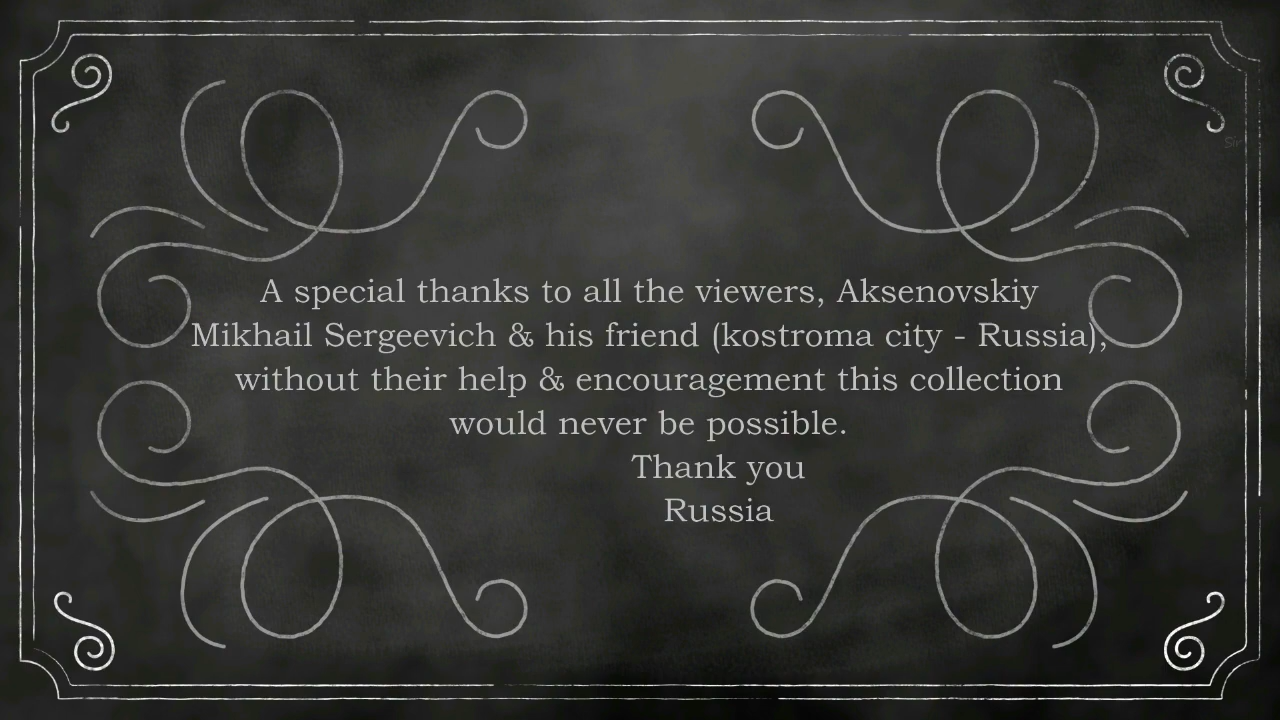 A special thanks to all the viewers, Aksenovskiy
Mikhail Sergeevich & his friend (kostroma city - Russia),
without their help & encouragement this collection
would never be possible.
Thank you
Russia